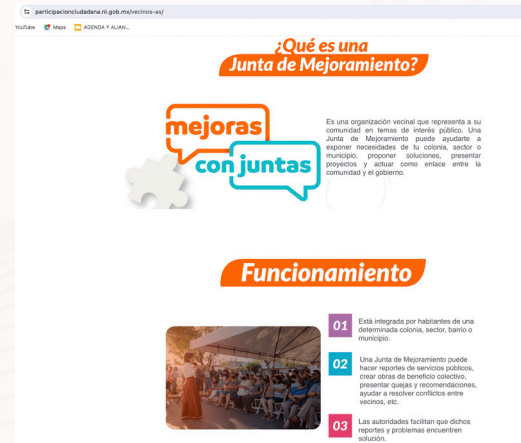 participacionciudadana.nl.gob.mx/vecinos-as/
YouTube Maps AGENDA Y ALIAN...
¿Qué es una
Junta de Mejoramiento?
mejoras
con juntas
Es una organización vecinal que representa a su
comunidad en temas de interés público. Una
Junta de Mejoramiento puede ayudarte a
exponer necesidades de tu colonia, sector o
municipio, proponer soluciones, presentar
proyectos y actuar como enlace entre la
comunidad y el gobierno.
Funcionamiento
01 Está integrada por habitantes de una
determinada colonia, sector, barrio o
municipio.
02 Una Junta de Mejoramiento puede
hacer reportes de servicios públicos,
crear obras de beneficio colectivo,
presentar quejas y recomendaciones,
ayudar a resolver conflictos entre
vecinos, etc.
03 Las autoridades facilitan que dichos
reportes y problemas encuentren
solución.